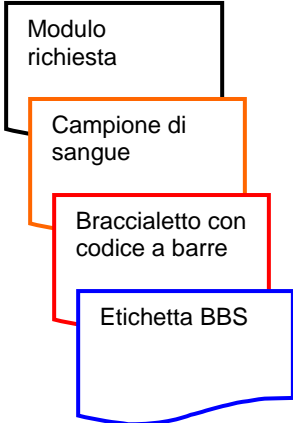 Modulo
richiesta
Campione di
sangue
Braccialetto con
codice a barre
Etichetta BBS